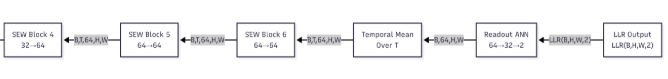 SEW Block 4
32→64
B,T,64,H,W
SEW Block 5
64→64
B,T,64,H,W
SEW Block 6
64→64
B,T,64,H,W
Temporal Mean
Over T
B,64,H,W
Readout ANN
64→32→2
LLR(B,H,W,2)
LLR Output
LLR(B,H,W,2)